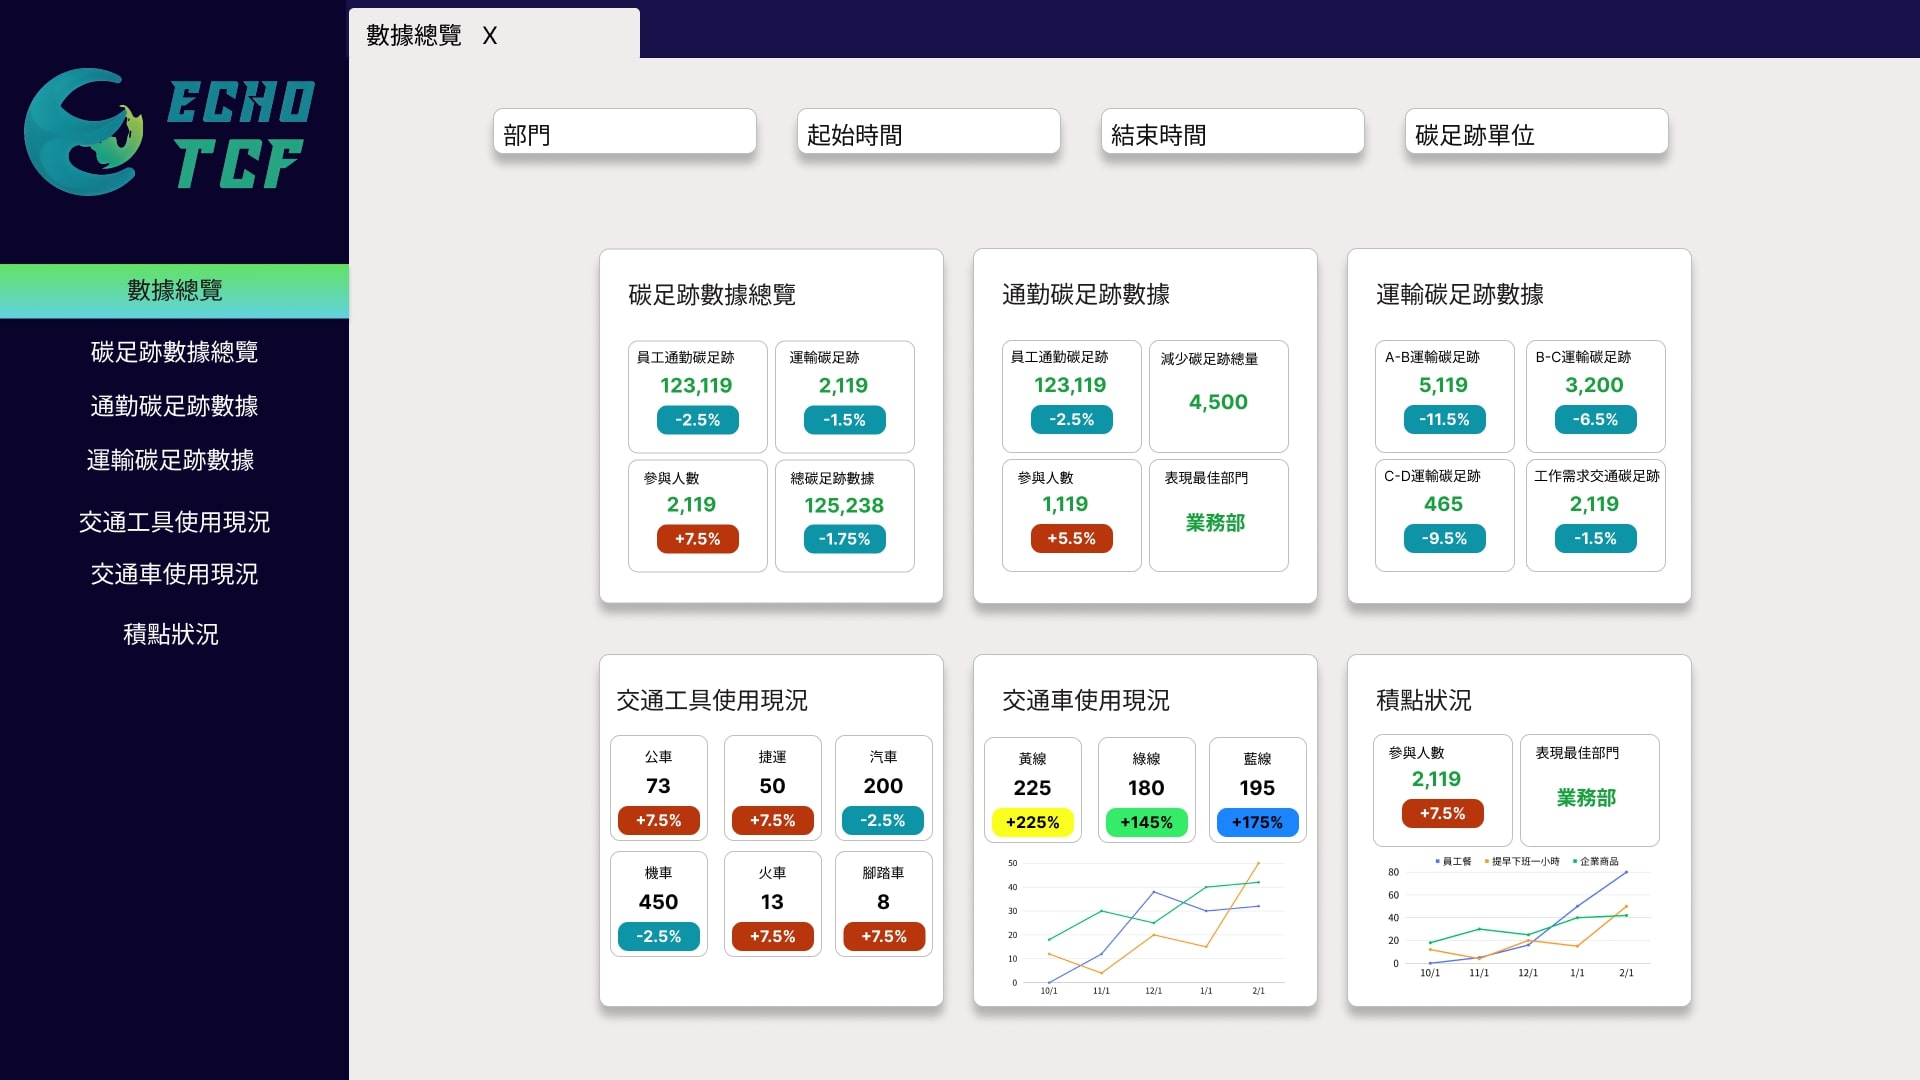 數據總覽 X
ECHO
TCF
部門
起始時間
結束時間
碳足跡單位
數據總覽
碳足跡數據總覽
通勤碳足跡數據
運輸碳足跡數據
交通工具使用現況
交通車使用現況
積點狀況
碳足跡數據總覽
員工通勤碳足跡
123,119
-2.5%
運輸碳足跡
2,119
-1.5%
參與人數
2,119
+7.5%
總碳足跡數據
125,238
-1.75%
通勤碳足跡數據
員工通勤碳足跡
123,119
-2.5%
減少碳足跡總量
4,500
參與人數
1,119
+5.5%
表現最佳部門
業務部
運輸碳足跡數據
A-B運輸碳足跡
5,119
-11.5%
B-C運輸碳足跡
3,200
-6.5%
C-D運輸碳足跡
465
-9.5%
工作需求交通碳足跡
2,119
-1.5%
交通工具使用現況
公車
73
+7.5%
捷運
50
+7.5%
汽車
200
-2.5%
機車
450
-2.5%
火車
13
+7.5%
腳踏車
8
+7.5%
交通車使用現況
黃線
225
+225%
綠線
180
+145%
藍線
195
+175%
50
40
30
20
10
0
10/1 11/1 12/1 1/1 2/1
積點狀況
參與人數
2,119
+7.5%
表現最佳部門
業務部
員工餐 提早下班一小時 企業商品
80
60
40
20
0
10/1 11/1 12/1 1/1 2/1